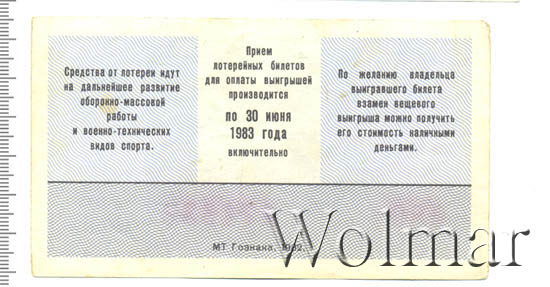 Средства от лотереи идут
на дальнейшее развитие
оборонно-массовой
работы
и военно-технических
видов спорта.
Прием
лотерейных билетов
для оплаты выигрышей
производится
по 30 июня
1983 года
включительно
По желанию владельца
выигравшего билета
взамен вещевого
выигрыша можно получить
его стоимость наличными
деньгами.
МТ Гознака. 1982.
Wolmar